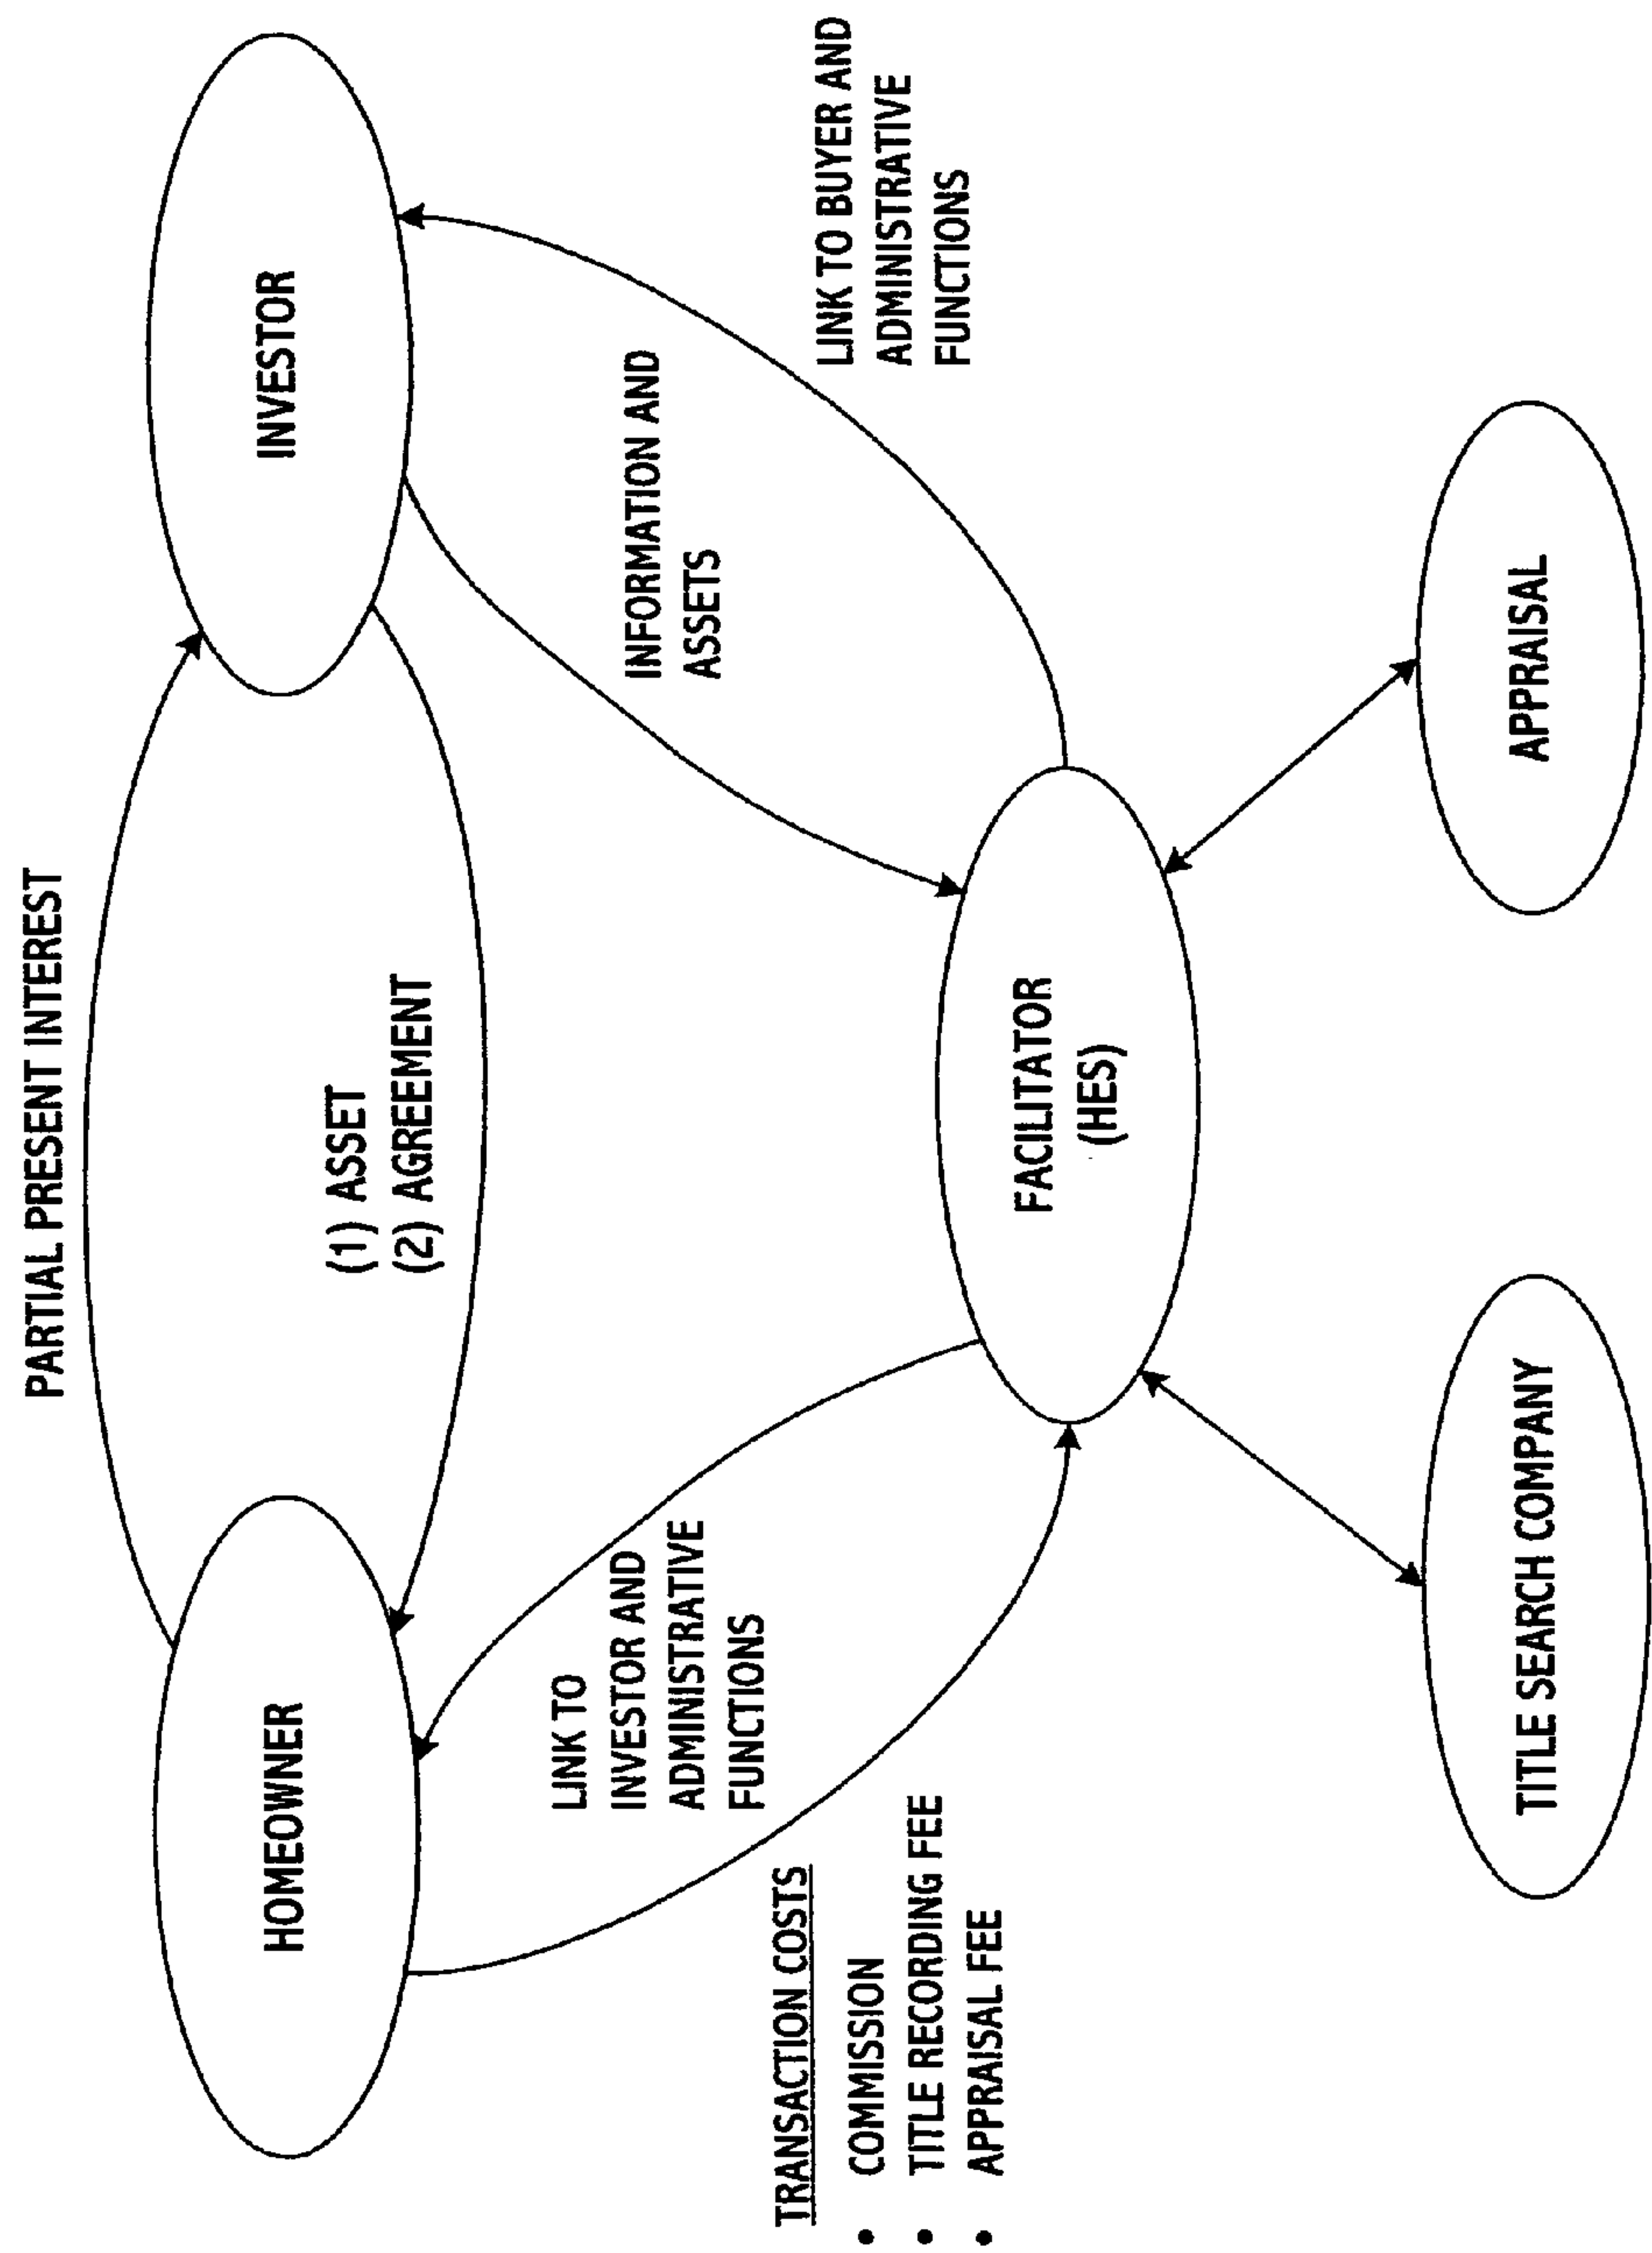 PARTIAL PRESENT INTEREST
HOMEOWNER
(1) ASSET
(2) AGREEMENT
INVESTOR
LINK TO
INVESTOR AND
ADMINISTRATIVE
FUNCTIONS
INFORMATION AND
ASSETS
TRANSACTION COSTS
• COMMISSION
• TITLE RECORDING FEE
• APPRAISAL FEE
LINK TO BUYER AND
ADMINISTRATIVE
FUNCTIONS
FACILITATOR
(HES)
TITLE SEARCH COMPANY
APPRAISAL